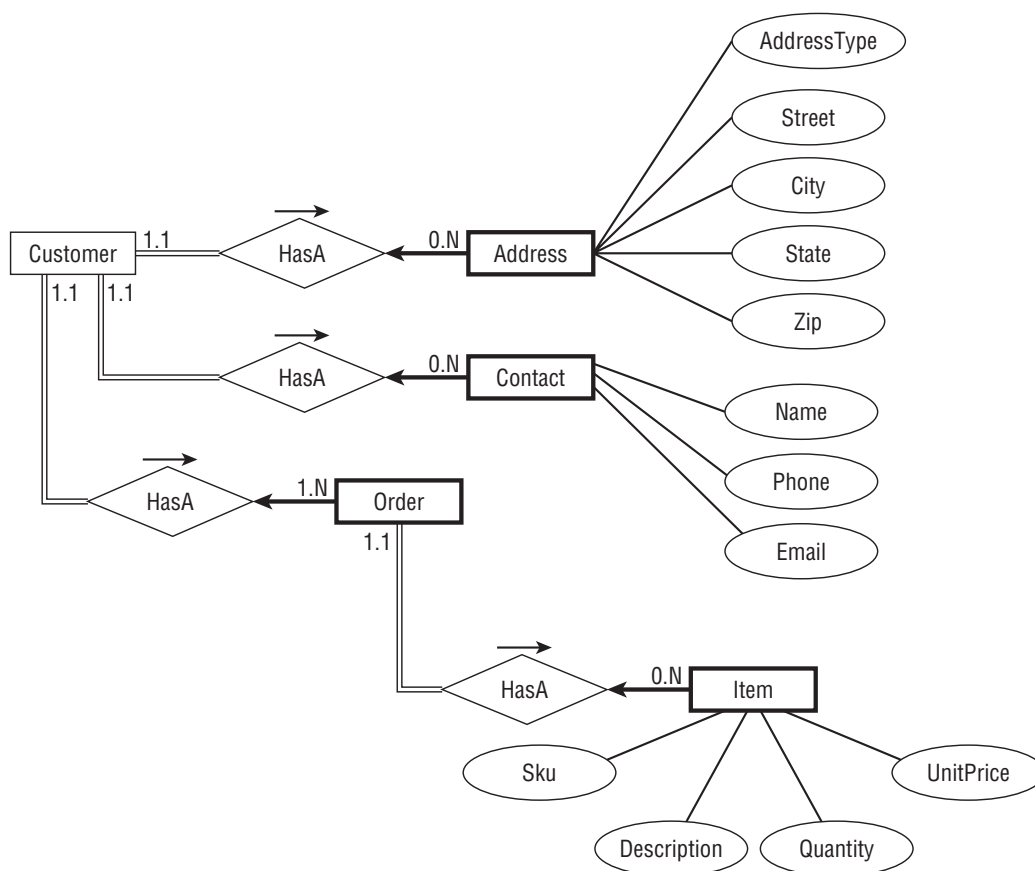 AddressType
Street
City
State
Zip
Customer
1.1
HasA
0.N
Address
1.1
1.1
HasA
0.N
Contact
Name
Phone
Email
HasA
1.N
Order
1.1
HasA
0.N
Item
Sku
UnitPrice
Description
Quantity